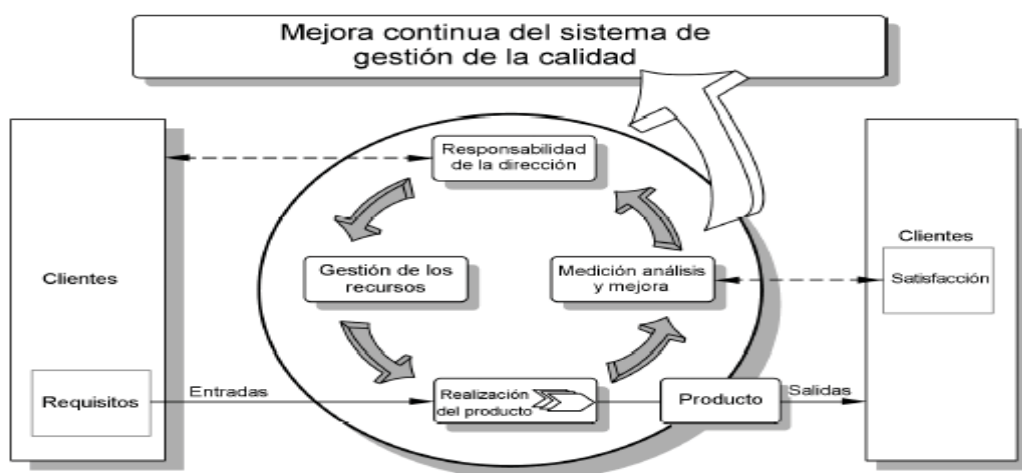 Mejora continua del sistema de
gestión de la calidad
Responsabilidad
de la dirección
Clientes
Gestión de los
recursos
Medición análisis
y mejora
Clientes
Satisfacción
Requisitos
Entradas
Realización
del producto
Producto
Salidas